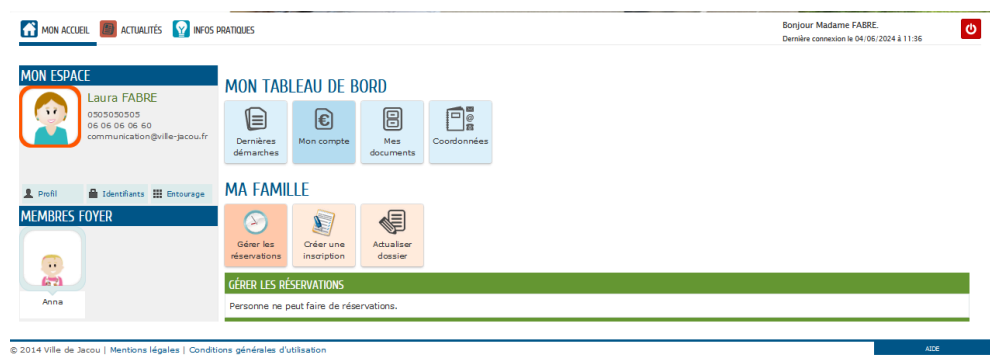 MON ACCUEIL ACTUALITÉS INFOS PRATIQUES
Bonjour Madame FABRE.
Dernière connexion le 04/06/2024 à 11:36
MON ESPACE
Laura FABRE
0505050505
06 06 06 06 60
communication@ville-jacou.fr
Profil Identifiants Entourage
MEMBRES FOYER
Anna
MON TABLEAU DE BORD
Dernières
démarches
Mon compte
Mes
documents
Coordonnées
MA FAMILLE
Gérer les
réservations
Créer une
inscription
Actualiser
dossier
GÉRER LES RÉSERVATIONS
Personne ne peut faire de réservations.
© 2014 Ville de Jacou | Mentions légales | Conditions générales d'utilisation
AIDE